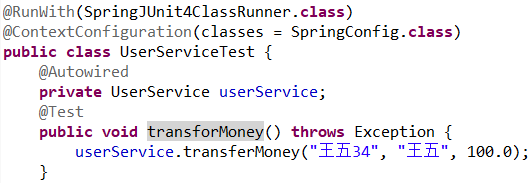 @RunWith(SpringJUnit4ClassRunner.class)
@ContextConfiguration(classes = SpringConfig.class)
public class UserServiceTest {
    @Autowired
    private UserService userService;
    @Test
    public void transforMoney() throws Exception {
        userService.transferMoney("王五34", "王五", 100.0);
    }